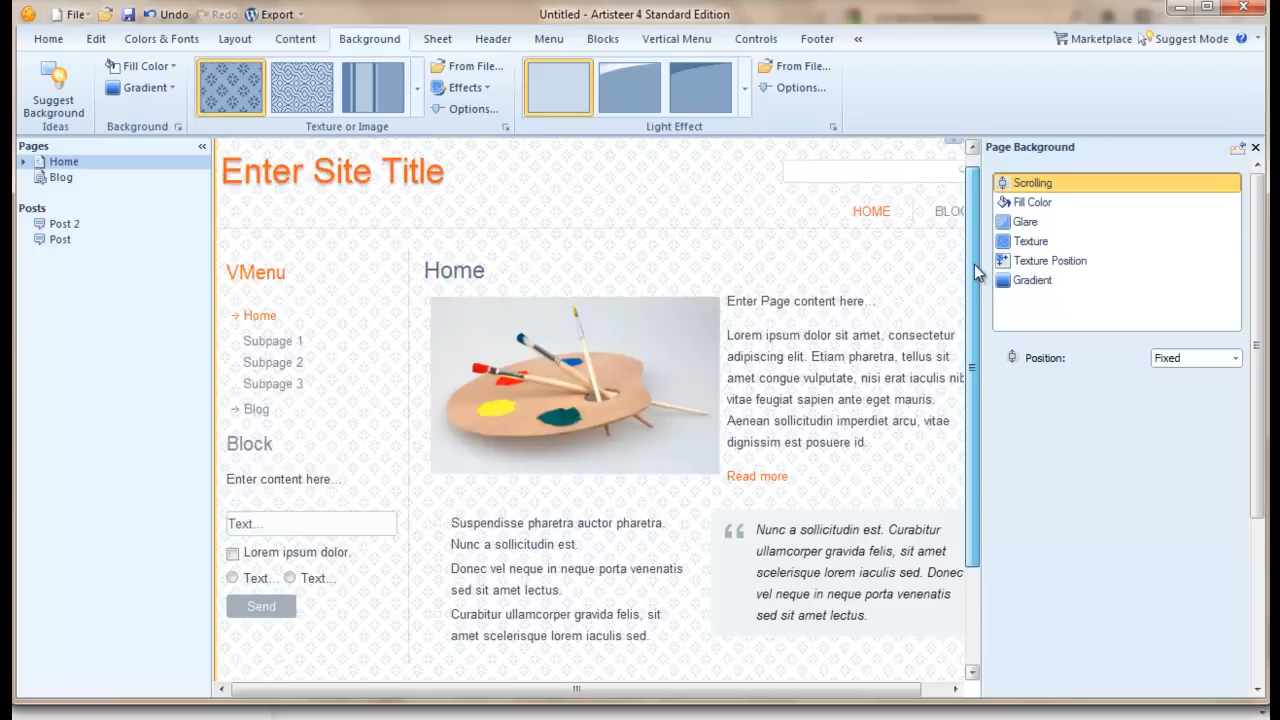 File
Undo
Redo
Export
Untitled - Artisteer 4 Standard Edition
Home
Edit
Colors & Fonts
Layout
Content
Background
Sheet
Header
Menu
Blocks
Vertical Menu
Controls
Footer
Marketplace
Suggest Mode
Suggest
Background
Ideas
Fill Color
Gradient
Background
From File...
Effects
Options...
Texture or Image
From File...
Options...
Light Effect
Pages
Home
Blog
Posts
Post 2
Post
Enter Site Title
HOME
BLOG
VMenu
Home
Subpage 1
Subpage 2
Subpage 3
Blog
Block
Enter content here...
Text...
Lorem ipsum dolor.
Text... Text...
Send
Home
Enter Page content here...
Lorem ipsum dolor sit amet, consectetur
adipiscing elit. Etiam pharetra, tellus sit
amet congue vulputate, nisi erat iaculis nib
vitae feugiat sapien ante eget mauris.
Aenean sollicitudin imperdiet arcu, vitae
dignissim est posuere id.
Read more
Suspendisse pharetra auctor pharetra.
Nunc a sollicitudin est.
Donec vel neque in neque porta venenatis
sed sit amet lectus.
Curabitur ullamcorper gravida felis, sit
amet scelerisque lorem iaculis sed.
Nunc a sollicitudin est. Curabitur
ullamcorper gravida felis, sit amet
scelerisque lorem iaculis sed. Donec
vel neque in neque porta venenatis
sed sit amet lectus.
Page Background
Scrolling
Fill Color
Glare
Texture
Texture Position
Gradient
Position:
Fixed